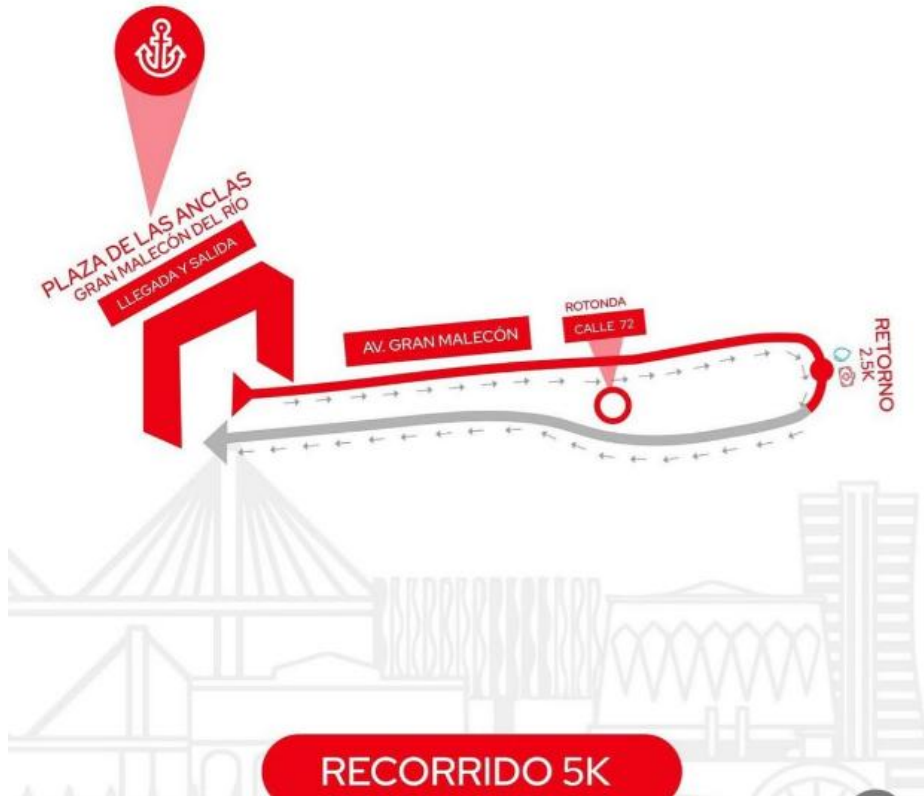 PLAZA DE LAS ANCLAS
GRAN MALECÓN DEL RÍO
LLEGADA Y SALIDA
AV. GRAN MALECÓN
ROTONDA
CALLE 72
RETORNO
2.5K
RECORRIDO 5K